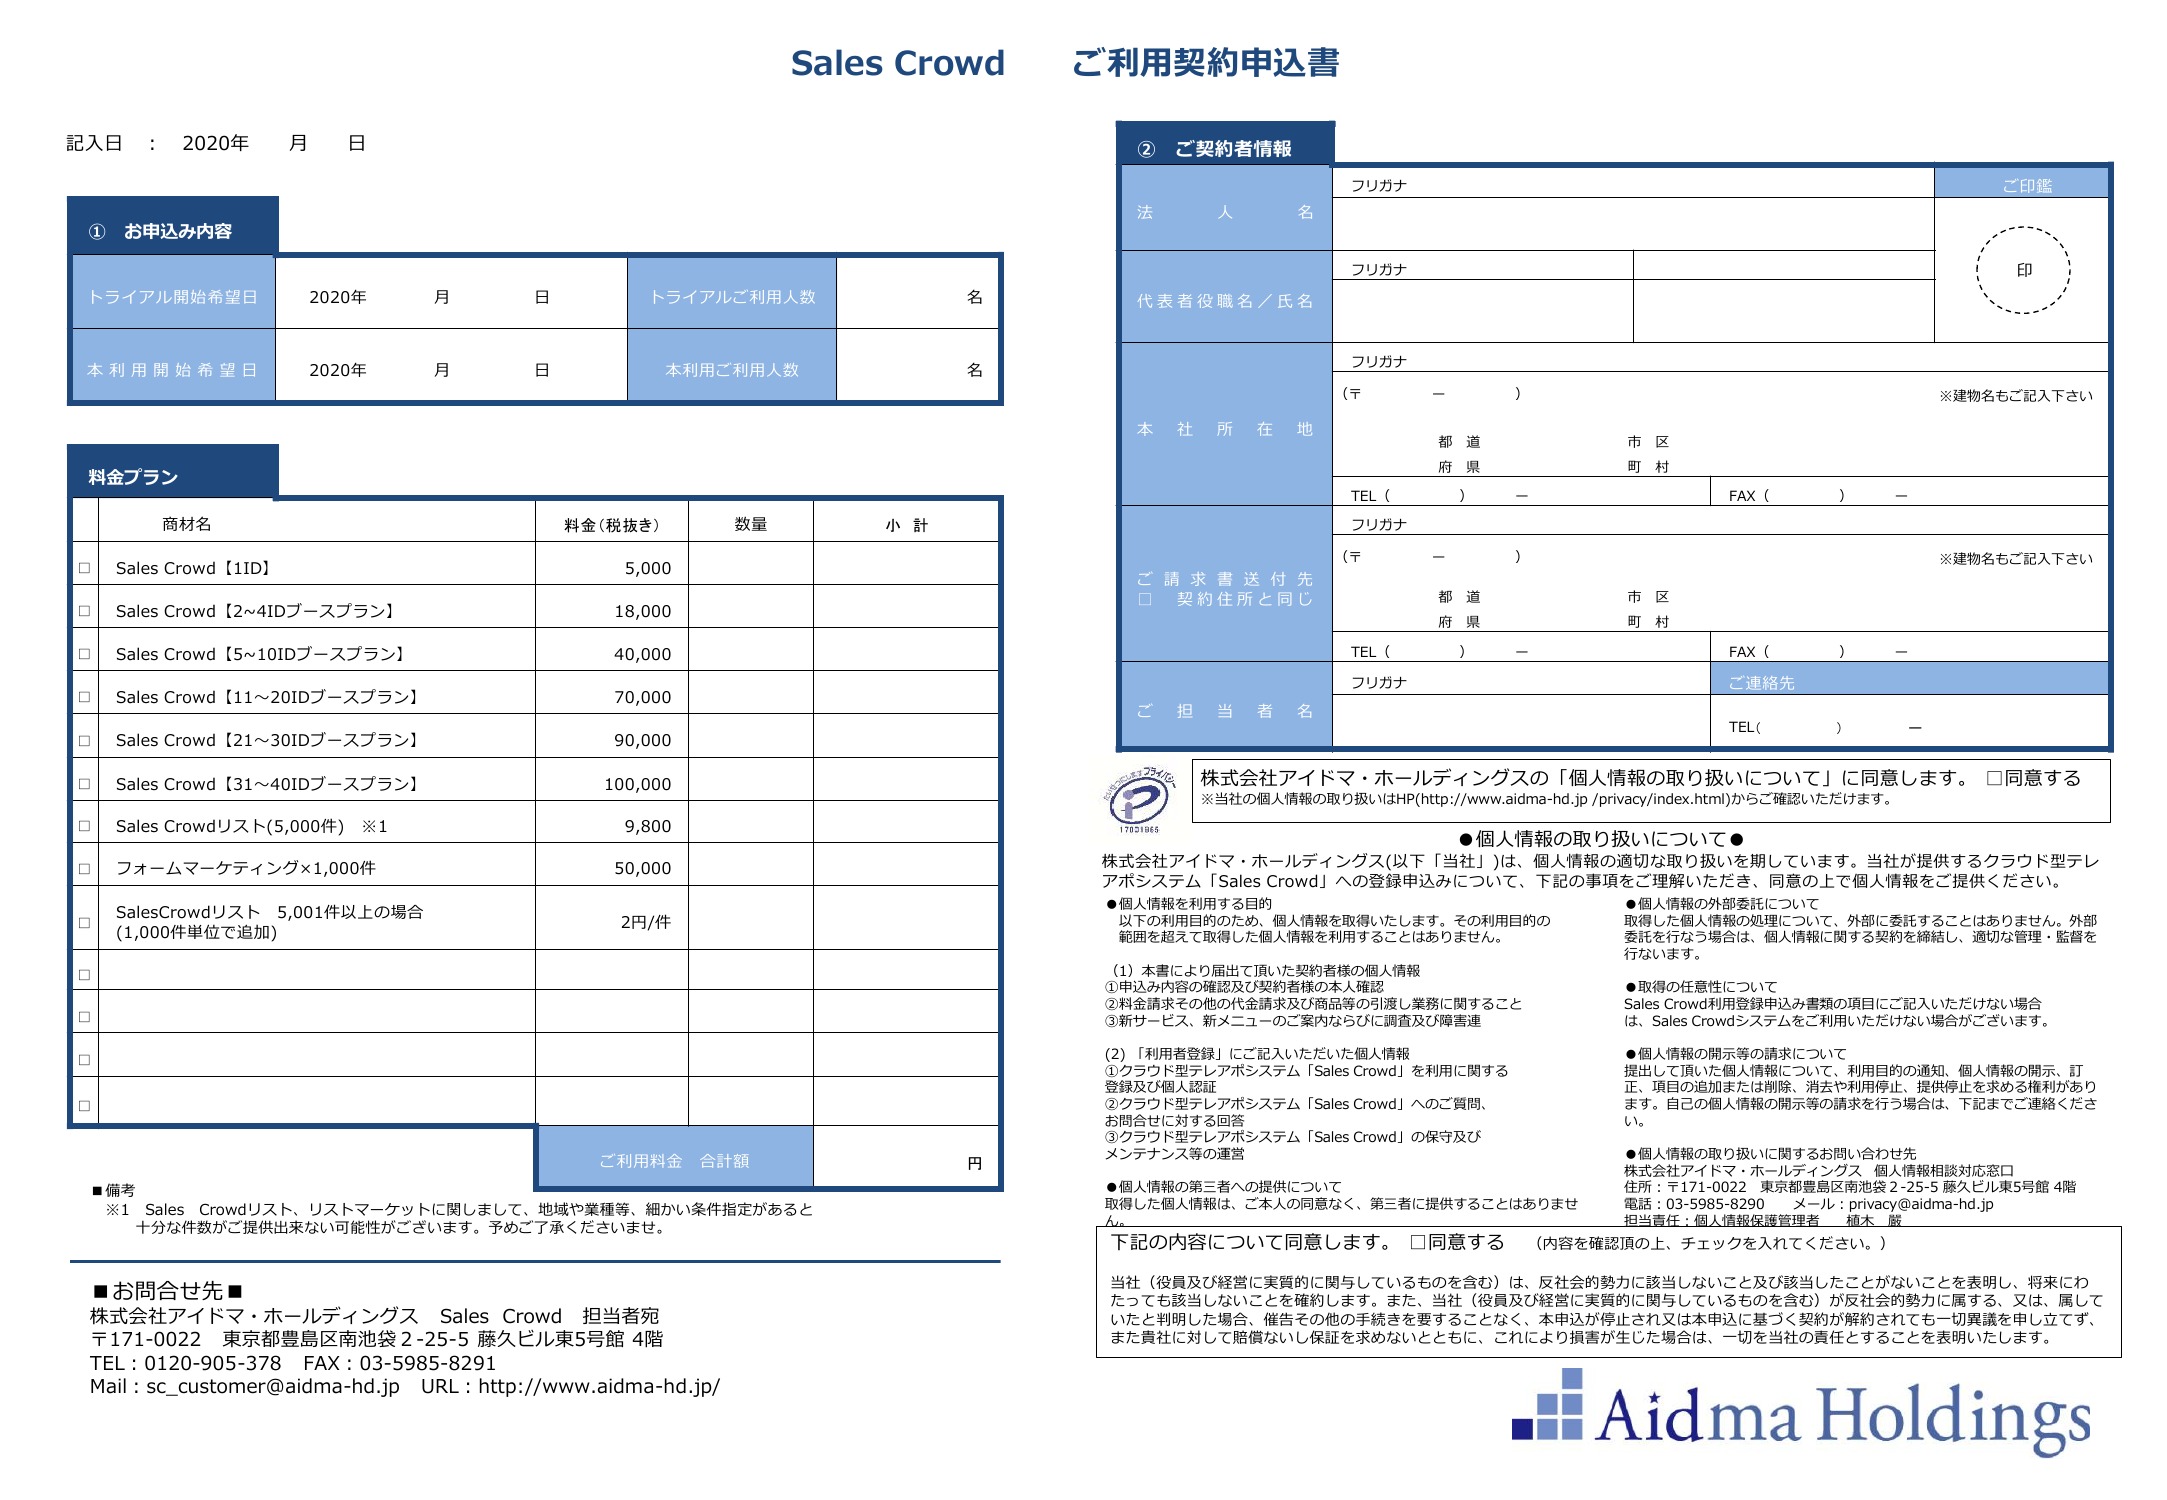 Sales Crowd　　ご利用契約申込書
記入日　：　2020年　　月　　日
①　お申込み内容
トライアル開始希望日　2020年　　月　　日　トライアルご利用人数　名
本利用開始希望日　2020年　　月　　日　本利用ご利用人数　名
料金プラン
商材名　料金（税抜き）　数量　小　計
□　Sales Crowd【1ID】　5,000
□　Sales Crowd【2~4IDブースプラン】　18,000
□　Sales Crowd【5~10IDブースプラン】　40,000
□　Sales Crowd【11～20IDブースプラン】　70,000
□　Sales Crowd【21～30IDブースプラン】　90,000
□　Sales Crowd【31～40IDブースプラン】　100,000
□　Sales Crowdリスト(5,000件)　※1　9,800
□　フォームマーケティング×1,000件　50,000
□　SalesCrowdリスト　5,001件以上の場合
(1,000件単位で追加)　2円/件
□
□
□
□
ご利用料金　合計額　円
■備考
※1　Sales　Crowdリスト、リストマーケットに関しまして、地域や業種等、細かい条件指定があると
十分な件数がご提供出来ない可能性がございます。予めご了承くださいませ。
■お問合せ先■
株式会社アイドマ・ホールディングス　Sales Crowd　担当者宛
〒171-0022　東京都豊島区南池袋２-25-5 藤久ビル東5号館 4階
TEL：0120-905-378　FAX：03-5985-8291
Mail：sc_customer@aidma-hd.jp　URL：http://www.aidma-hd.jp/
②　ご契約者情報
法人名　フリガナ　ご印鑑
印
代表者役職名／氏名　フリガナ
本社所在地　フリガナ
（〒　　－　　）　※建物名もご記入下さい
都　道　　市　区
府　県　　町　村
TEL（　　）　－　FAX（　　）　－
フリガナ
（〒　　－　　）　※建物名もご記入下さい
ご請求書送付先
□　契約住所と同じ
都　道　　市　区
府　県　　町　村
TEL（　　）　－　FAX（　　）　－
ご担当者名　フリガナ　ご連絡先
TEL(　　)　－
たいせつにしますプライバシー
17001965
株式会社アイドマ・ホールディングスの「個人情報の取り扱いについて」に同意します。　□同意する
※当社の個人情報の取り扱いはHP(http://www.aidma-hd.jp /privacy/index.html)からご確認いただけます。
●個人情報の取り扱いについて●
株式会社アイドマ・ホールディングス(以下「当社」)は、個人情報の適切な取り扱いを期しています。当社が提供するクラウド型テレ
アポシステム「Sales Crowd」への登録申込みについて、下記の事項をご理解いただき、同意の上で個人情報をご提供ください。
●個人情報を利用する目的
以下の利用目的のため、個人情報を取得いたします。その利用目的の
範囲を超えて取得した個人情報を利用することはありません。
（1）本書により届出て頂いた契約者様の個人情報
①申込み内容の確認及び契約者様の本人確認
②料金請求その他の代金請求及び商品等の引渡し業務に関すること
③新サービス、新メニューのご案内ならびに調査及び障害連
(2) 「利用者登録」にご記入いただいた個人情報
①クラウド型テレアポシステム「Sales Crowd」を利用に関する
登録及び個人認証
②クラウド型テレアポシステム「Sales Crowd」へのご質問、
お問合せに対する回答
③クラウド型テレアポシステム「Sales Crowd」の保守及び
メンテナンス等の運営
●個人情報の第三者への提供について
取得した個人情報は、ご本人の同意なく、第三者に提供することはありませ
ん。
●個人情報の外部委託について
取得した個人情報の処理について、外部に委託することはありません。外部
委託を行なう場合は、個人情報に関する契約を締結し、適切な管理・監督を
行ないます。
●取得の任意性について
Sales Crowd利用登録申込み書類の項目にご記入いただけない場合
は、Sales Crowdシステムをご利用いただけない場合がございます。
●個人情報の開示等の請求について
提出して頂いた個人情報について、利用目的の通知、個人情報の開示、訂
正、項目の追加または削除、消去や利用停止、提供停止を求める権利があり
ます。自己の個人情報の開示等の請求を行う場合は、下記までご連絡くださ
い。
●個人情報の取り扱いに関するお問い合わせ先
株式会社アイドマ・ホールディングス　個人情報相談対応窓口
住所：〒171-0022　東京都豊島区南池袋２-25-5 藤久ビル東5号館 4階
電話：03-5985-8290　　メール：privacy@aidma-hd.jp
担当責任：個人情報保護管理者　　植木　厳
下記の内容について同意します。　□同意する　（内容を確認頂の上、チェックを入れてください。）
当社（役員及び経営に実質的に関与しているものを含む）は、反社会的勢力に該当しないこと及び該当したことがないことを表明し、将来にわ
たっても該当しないことを確約します。また、当社（役員及び経営に実質的に関与しているものを含む）が反社会的勢力に属する、又は、属して
いたと判明した場合、催告その他の手続きを要することなく、本申込が停止され又は本申込に基づく契約が解約されても一切異議を申し立てず、
また貴社に対して賠償ないし保証を求めないとともに、これにより損害が生じた場合は、一切を当社の責任とすることを表明いたします。
Aidma Holdings